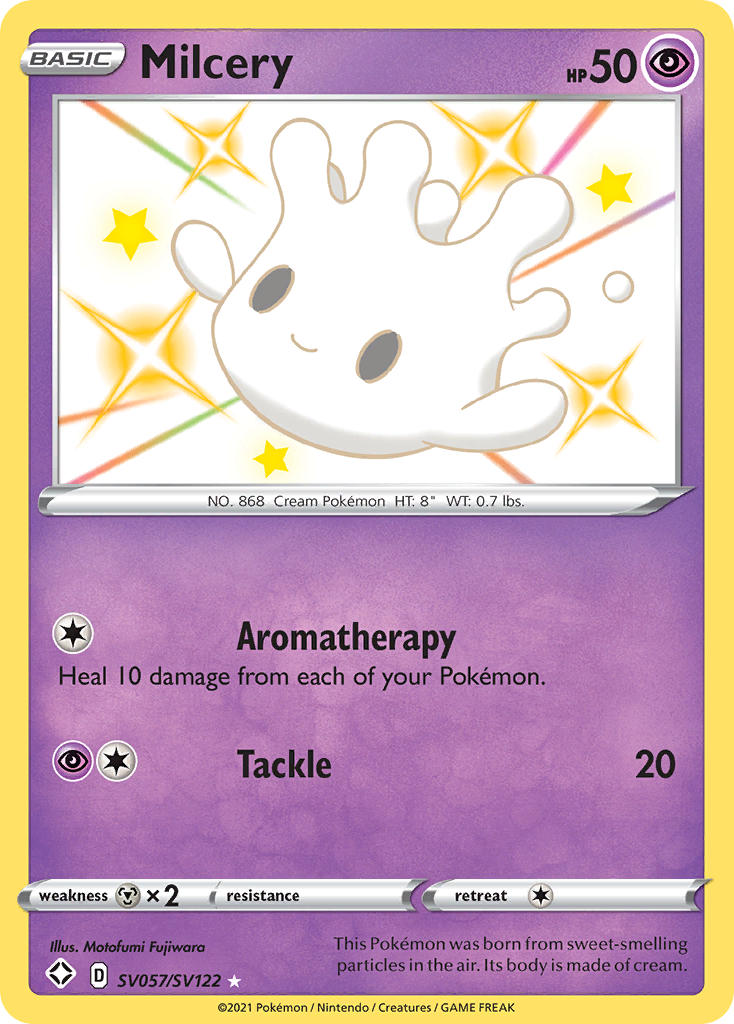 BASIC Milcery HP 50
NO. 868 Cream Pokémon HT: 8" WT: 0.7 lbs.
Aromatherapy
Heal 10 damage from each of your Pokémon.
Tackle 20
weakness ×2 resistance retreat
Illus. Motofumi Fujiwara
D SV057/SV122
This Pokémon was born from sweet-smelling
particles in the air. Its body is made of cream.
©2021 Pokémon / Nintendo / Creatures / GAME FREAK